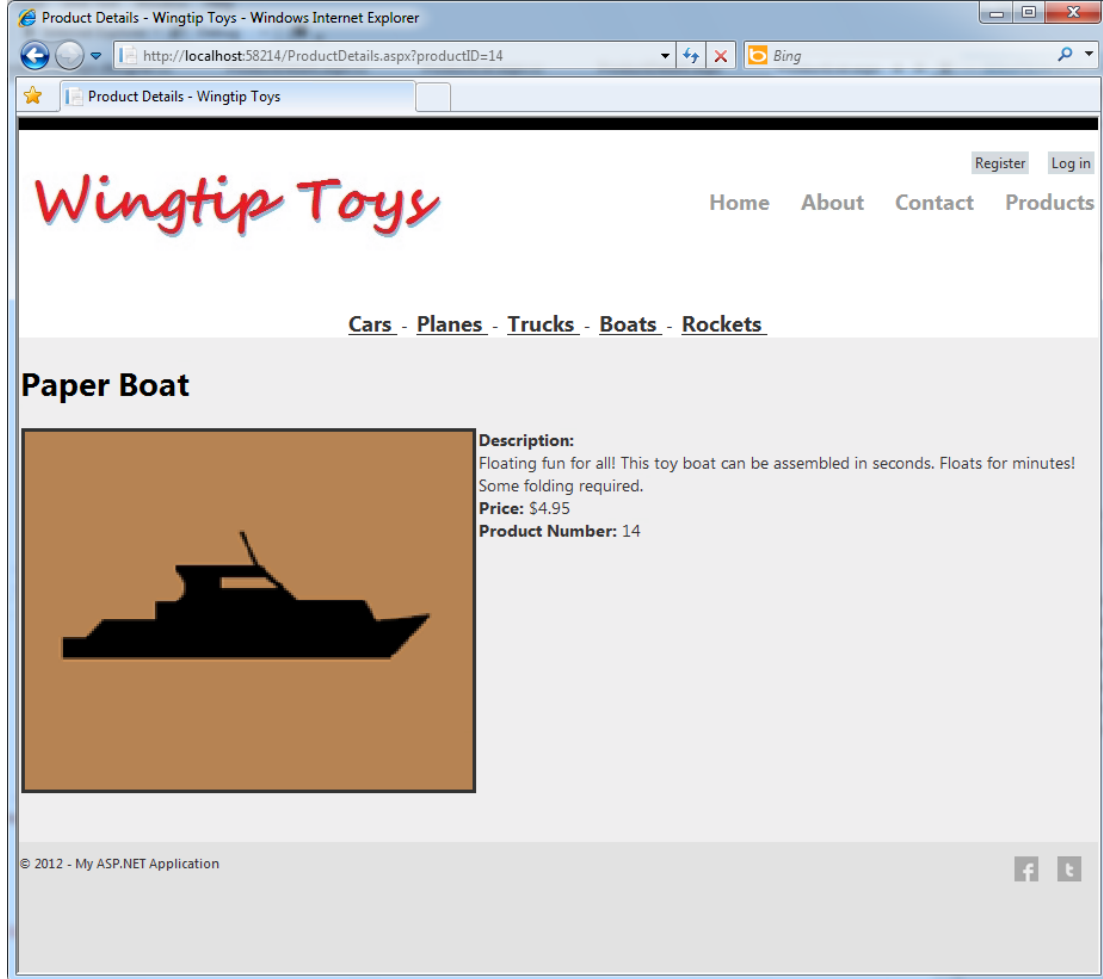 Product Details - Wingtip Toys - Windows Internet Explorer
http://localhost:58214/ProductDetails.aspx?productID=14
Bing
Product Details - Wingtip Toys
Register Log in
Wingtip Toys
Home About Contact Products
Cars - Planes - Trucks - Boats - Rockets
Paper Boat
Description:
Floating fun for all! This toy boat can be assembled in seconds. Floats for minutes!
Some folding required.
Price: $4.95
Product Number: 14
© 2012 - My ASP.NET Application